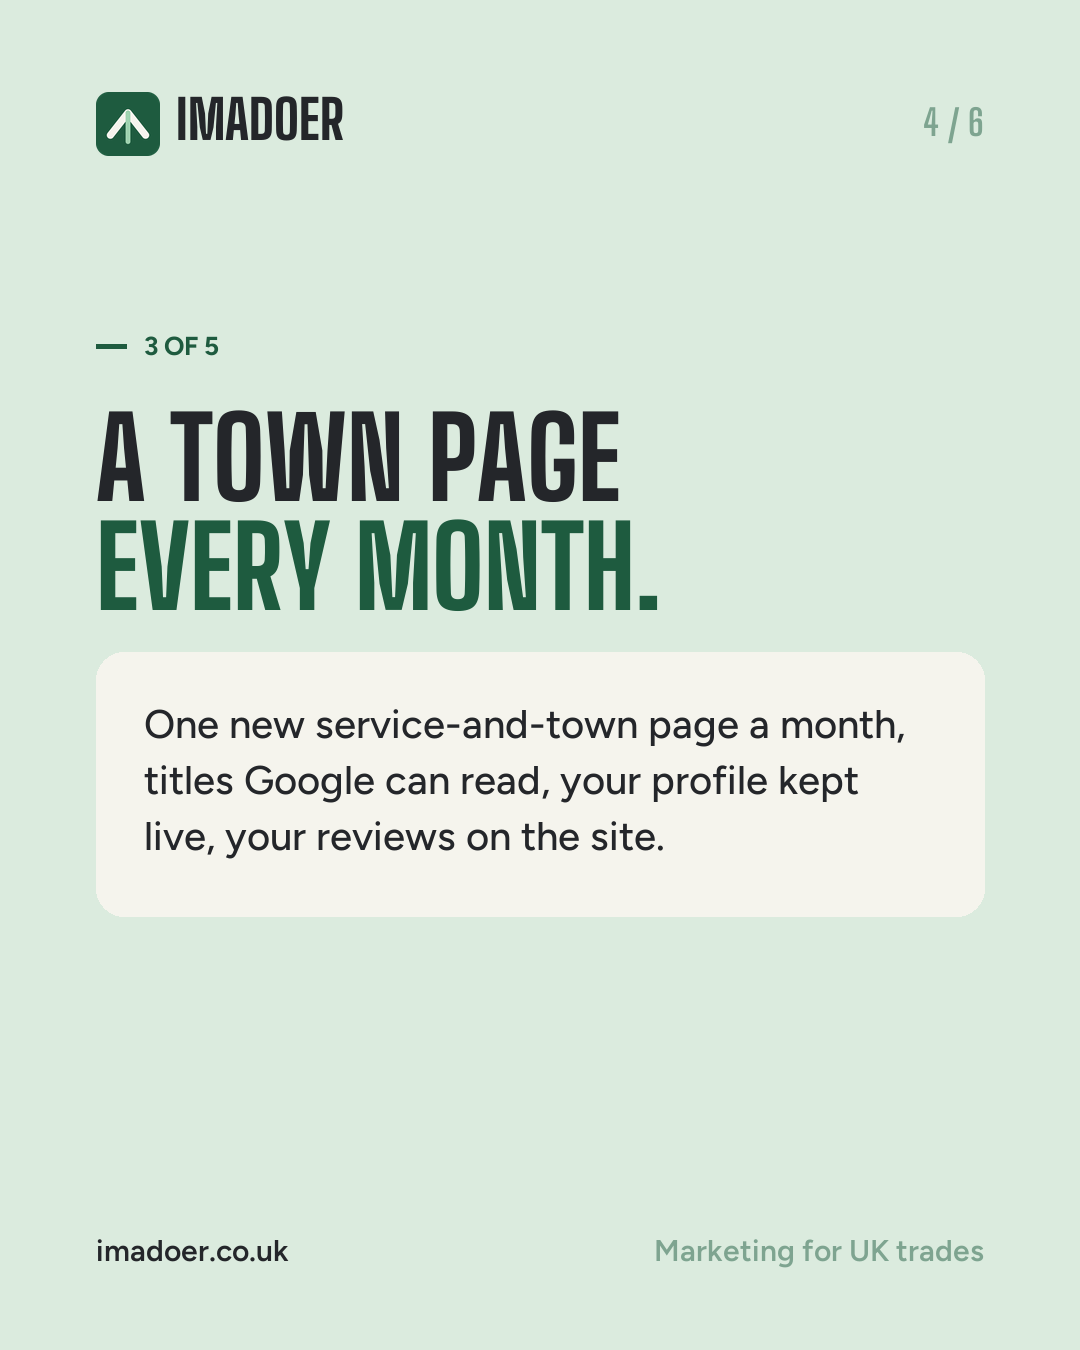 IMADOER
4 / 6
3 OF 5
A TOWN PAGE
EVERY MONTH.
One new service-and-town page a month,
titles Google can read, your profile kept
live, your reviews on the site.
imadoer.co.uk
Marketing for UK trades